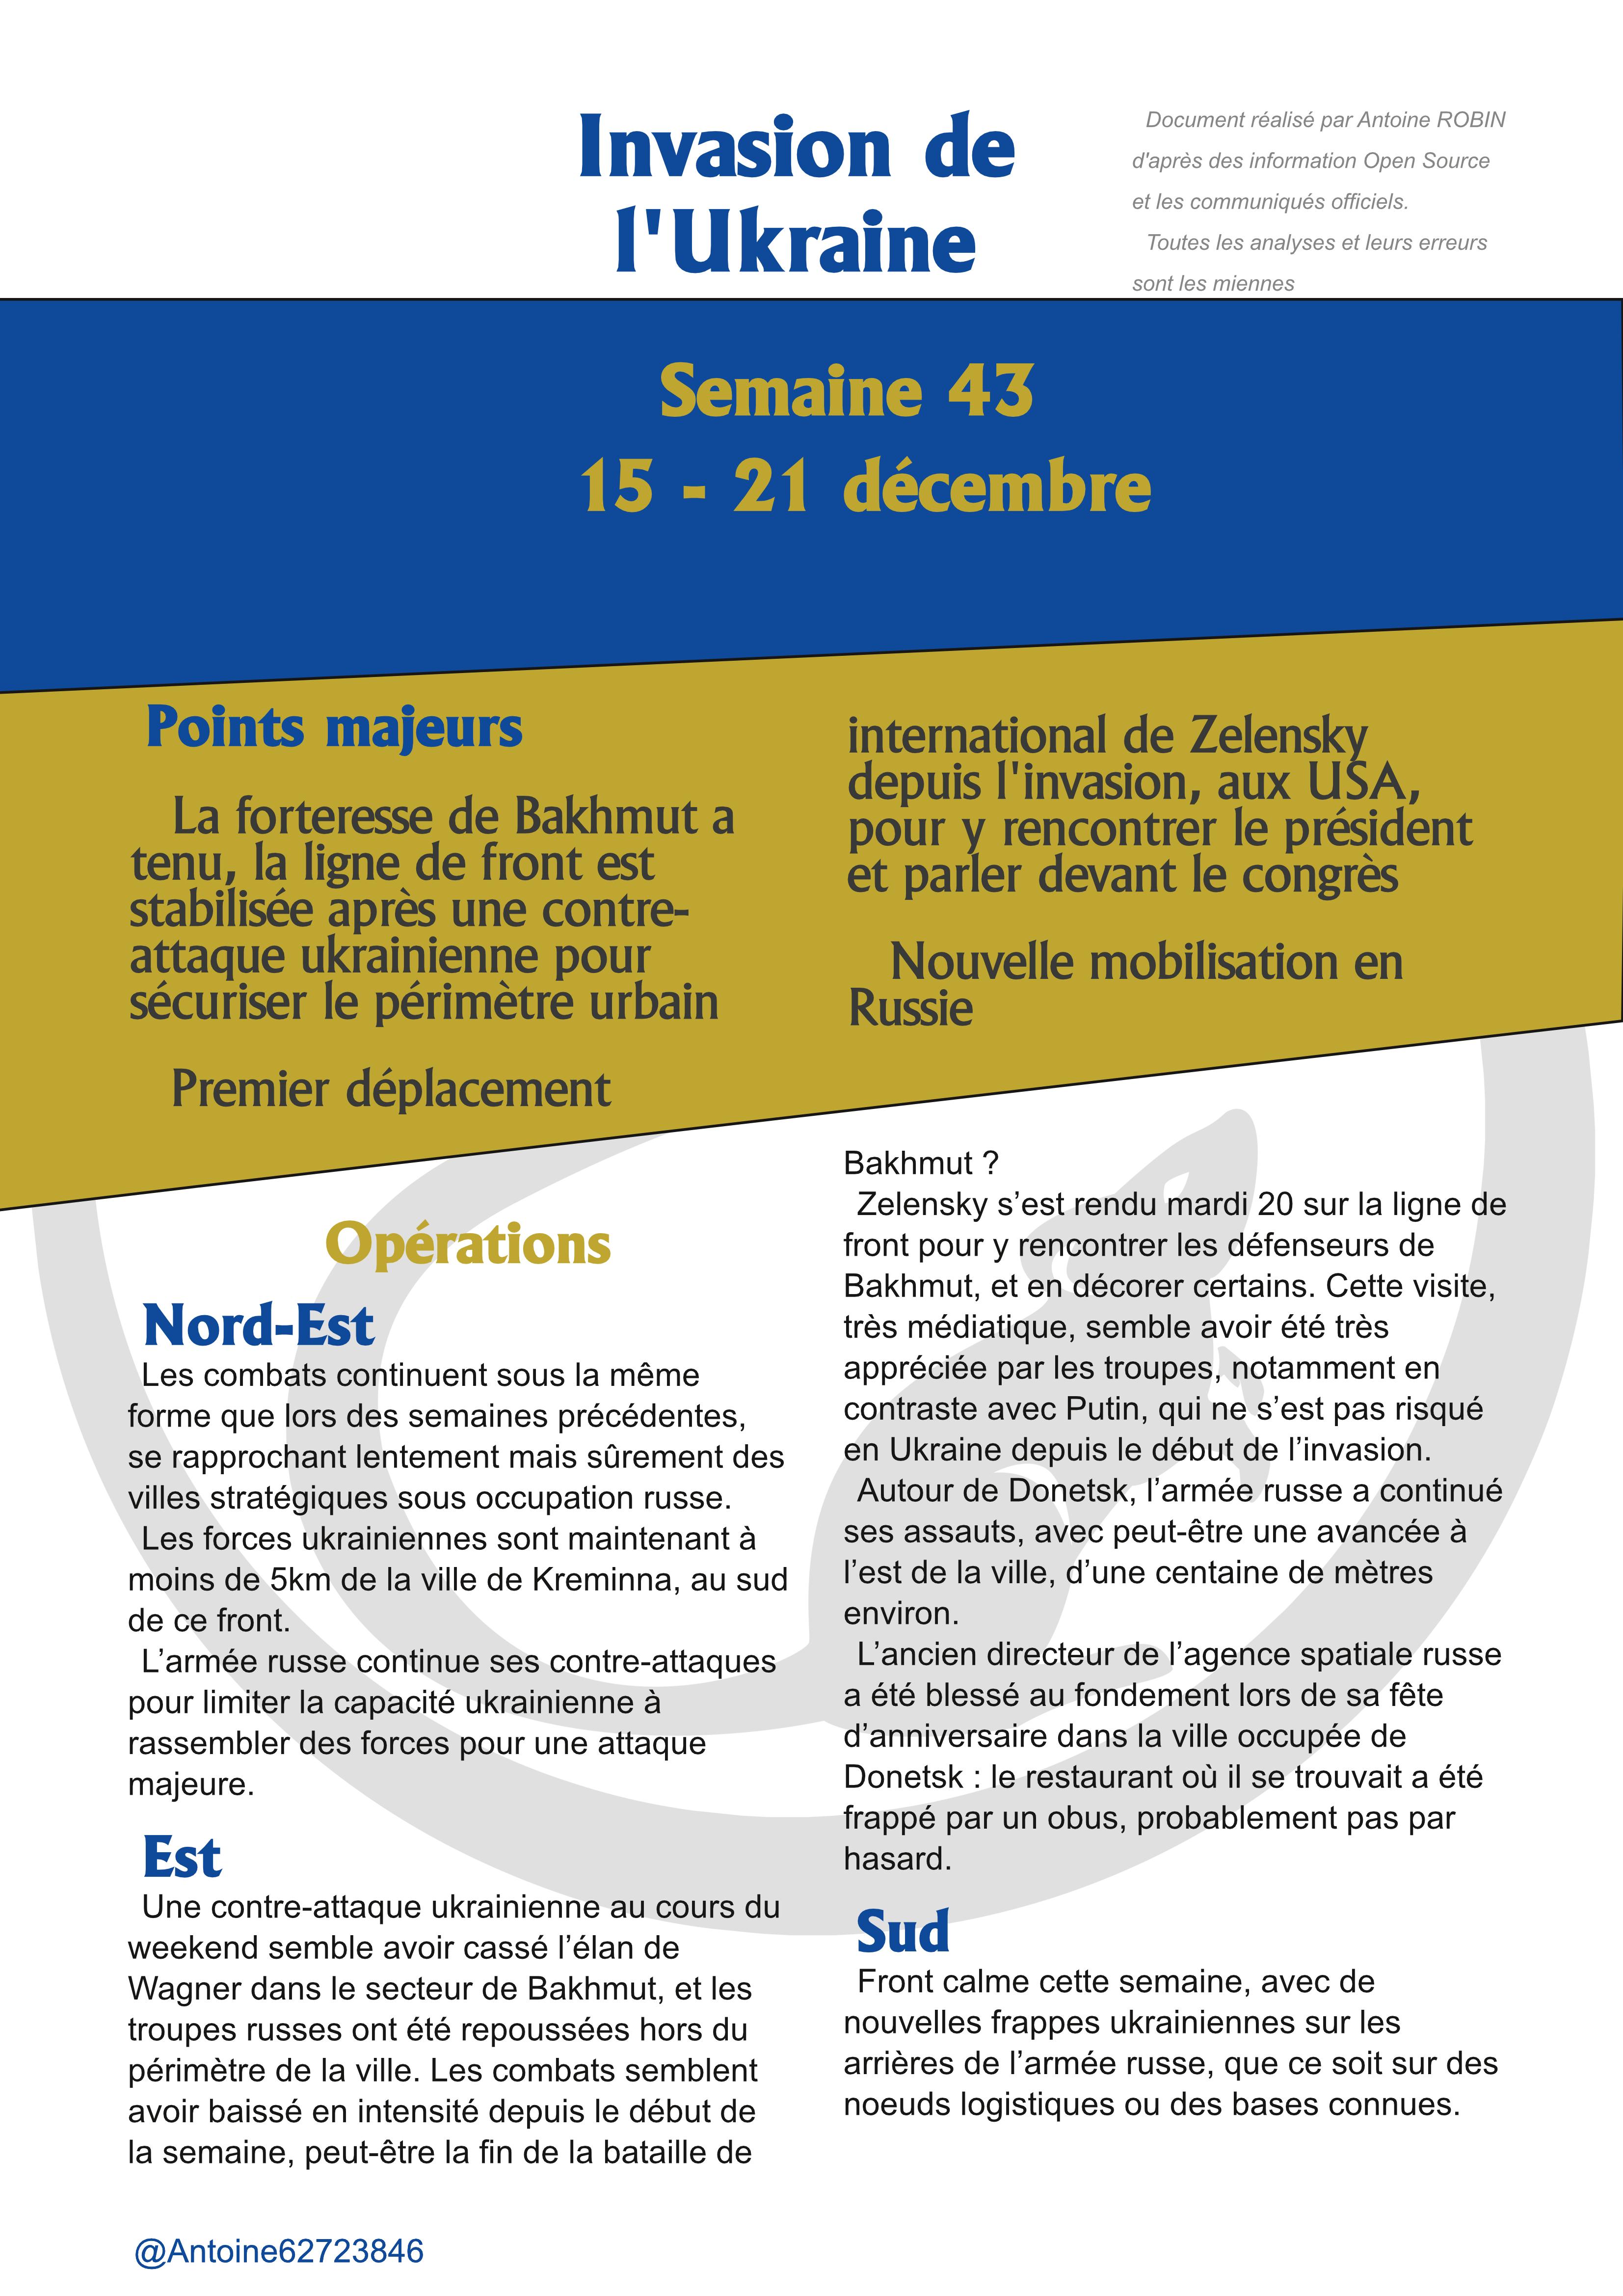 Invasion de
l'Ukraine
Document réalisé par Antoine ROBIN
d'après des information Open Source
et les communiqués officiels.
Toutes les analyses et leurs erreurs
sont les miennes
Semaine 43
15 - 21 décembre
Points majeurs
La forteresse de Bakhmut a
tenu, la ligne de front est
stabilisée après une contre-
attaque ukrainienne pour
sécuriser le périmètre urbain
Premier déplacement
international de Zelensky
depuis l'invasion, aux USA,
pour y rencontrer le président
et parler devant le congrès
Nouvelle mobilisation en
Russie
Opérations
Nord-Est
Les combats continuent sous la même
forme que lors des semaines précédentes,
se rapprochant lentement mais sûrement des
villes stratégiques sous occupation russe.
Les forces ukrainiennes sont maintenant à
moins de 5km de la ville de Kreminna, au sud
de ce front.
L’armée russe continue ses contre-attaques
pour limiter la capacité ukrainienne à
rassembler des forces pour une attaque
majeure.
Est
Une contre-attaque ukrainienne au cours du
weekend semble avoir cassé l’élan de
Wagner dans le secteur de Bakhmut, et les
troupes russes ont été repoussées hors du
périmètre de la ville. Les combats semblent
avoir baissé en intensité depuis le début de
la semaine, peut-être la fin de la bataille de
Bakhmut ?
Zelensky s’est rendu mardi 20 sur la ligne de
front pour y rencontrer les défenseurs de
Bakhmut, et en décorer certains. Cette visite,
très médiatique, semble avoir été très
appréciée par les troupes, notamment en
contraste avec Putin, qui ne s’est pas risqué
en Ukraine depuis le début de l’invasion.
Autour de Donetsk, l’armée russe a continué
ses assauts, avec peut-être une avancée à
l’est de la ville, d’une centaine de mètres
environ.
L’ancien directeur de l’agence spatiale russe
a été blessé au fondement lors de sa fête
d’anniversaire dans la ville occupée de
Donetsk : le restaurant où il se trouvait a été
frappé par un obus, probablement pas par
hasard.
Sud
Front calme cette semaine, avec de
nouvelles frappes ukrainiennes sur les
arrières de l’armée russe, que ce soit sur des
noeuds logistiques ou des bases connues.
@Antoine62723846